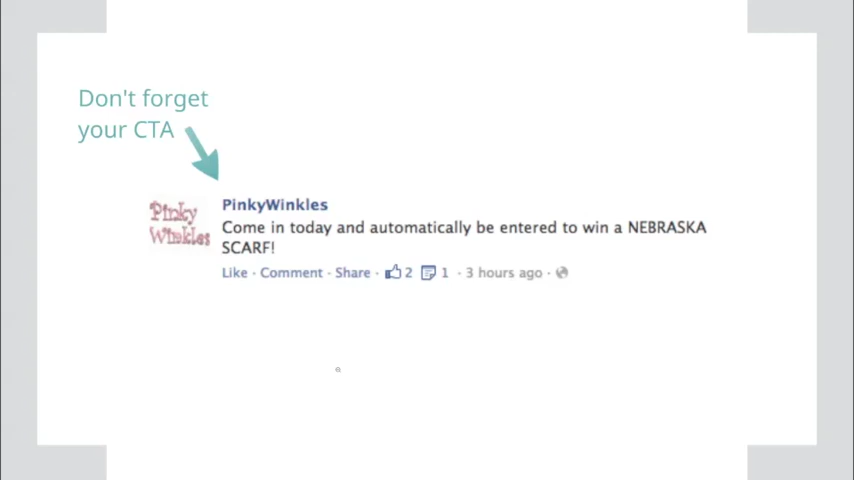 Don't forget
your CTA
Pinky
Winkles
PinkyWinkles
Come in today and automatically be entered to win a NEBRASKA
SCARF!
Like · Comment · Share · 2 1 · 3 hours ago ·